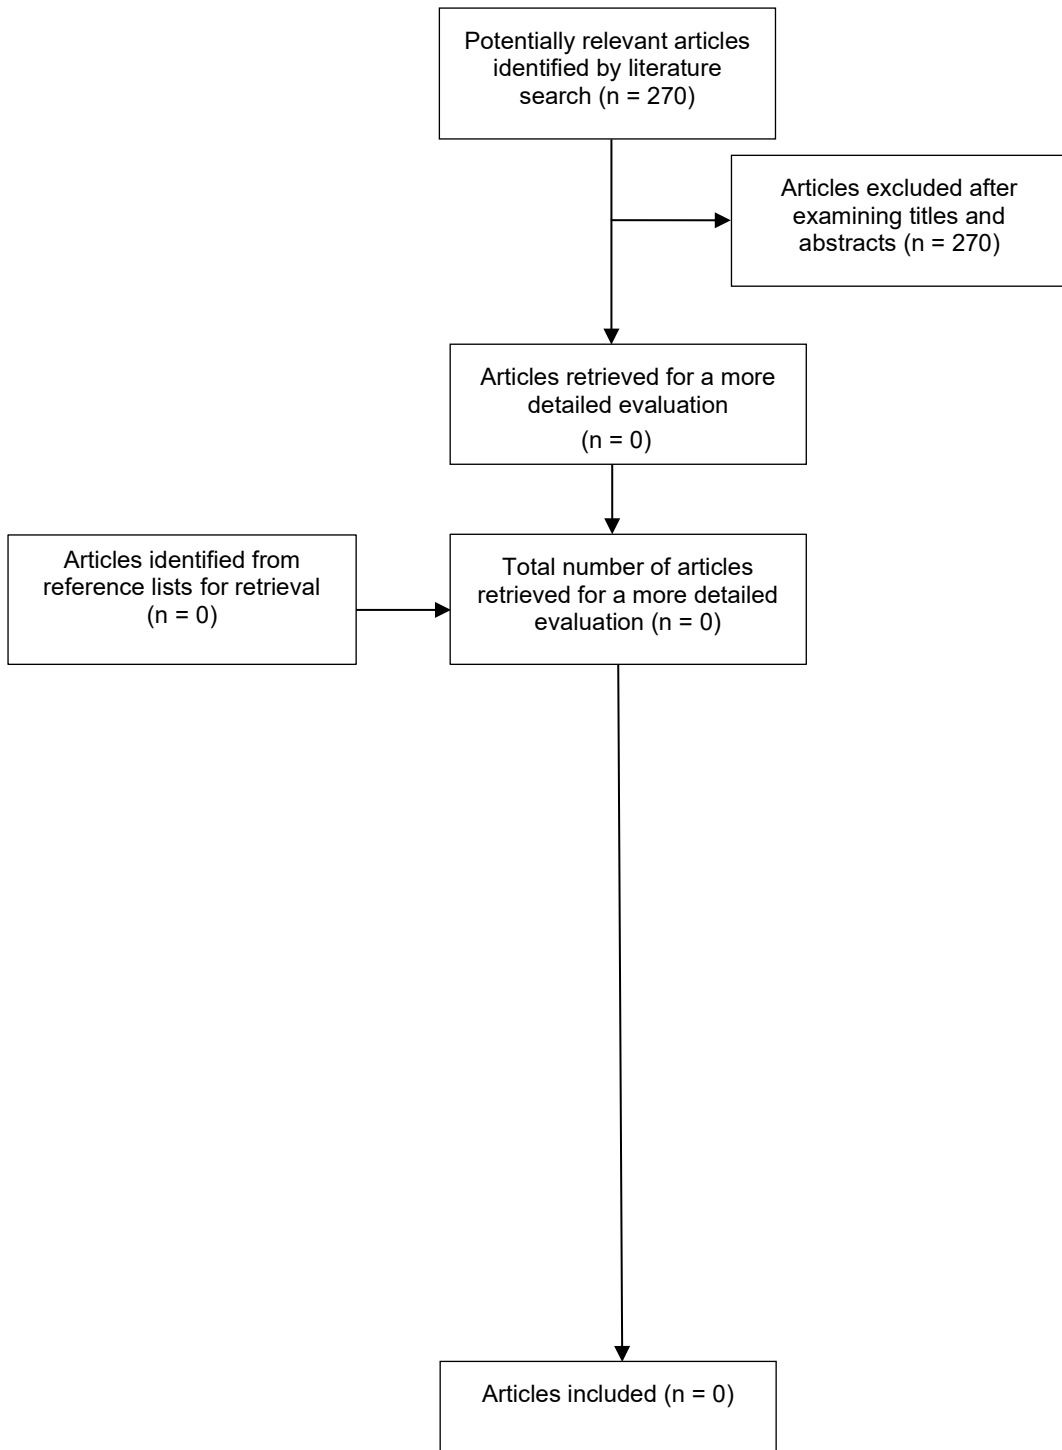 Potentially relevant articles
identified by literature
search (n = 270)
Articles excluded after
examining titles and
abstracts (n = 270)
Articles retrieved for a more
detailed evaluation
(n = 0)
Articles identified from
reference lists for retrieval
(n = 0)
Total number of articles
retrieved for a more detailed
evaluation (n = 0)
Articles included (n = 0)